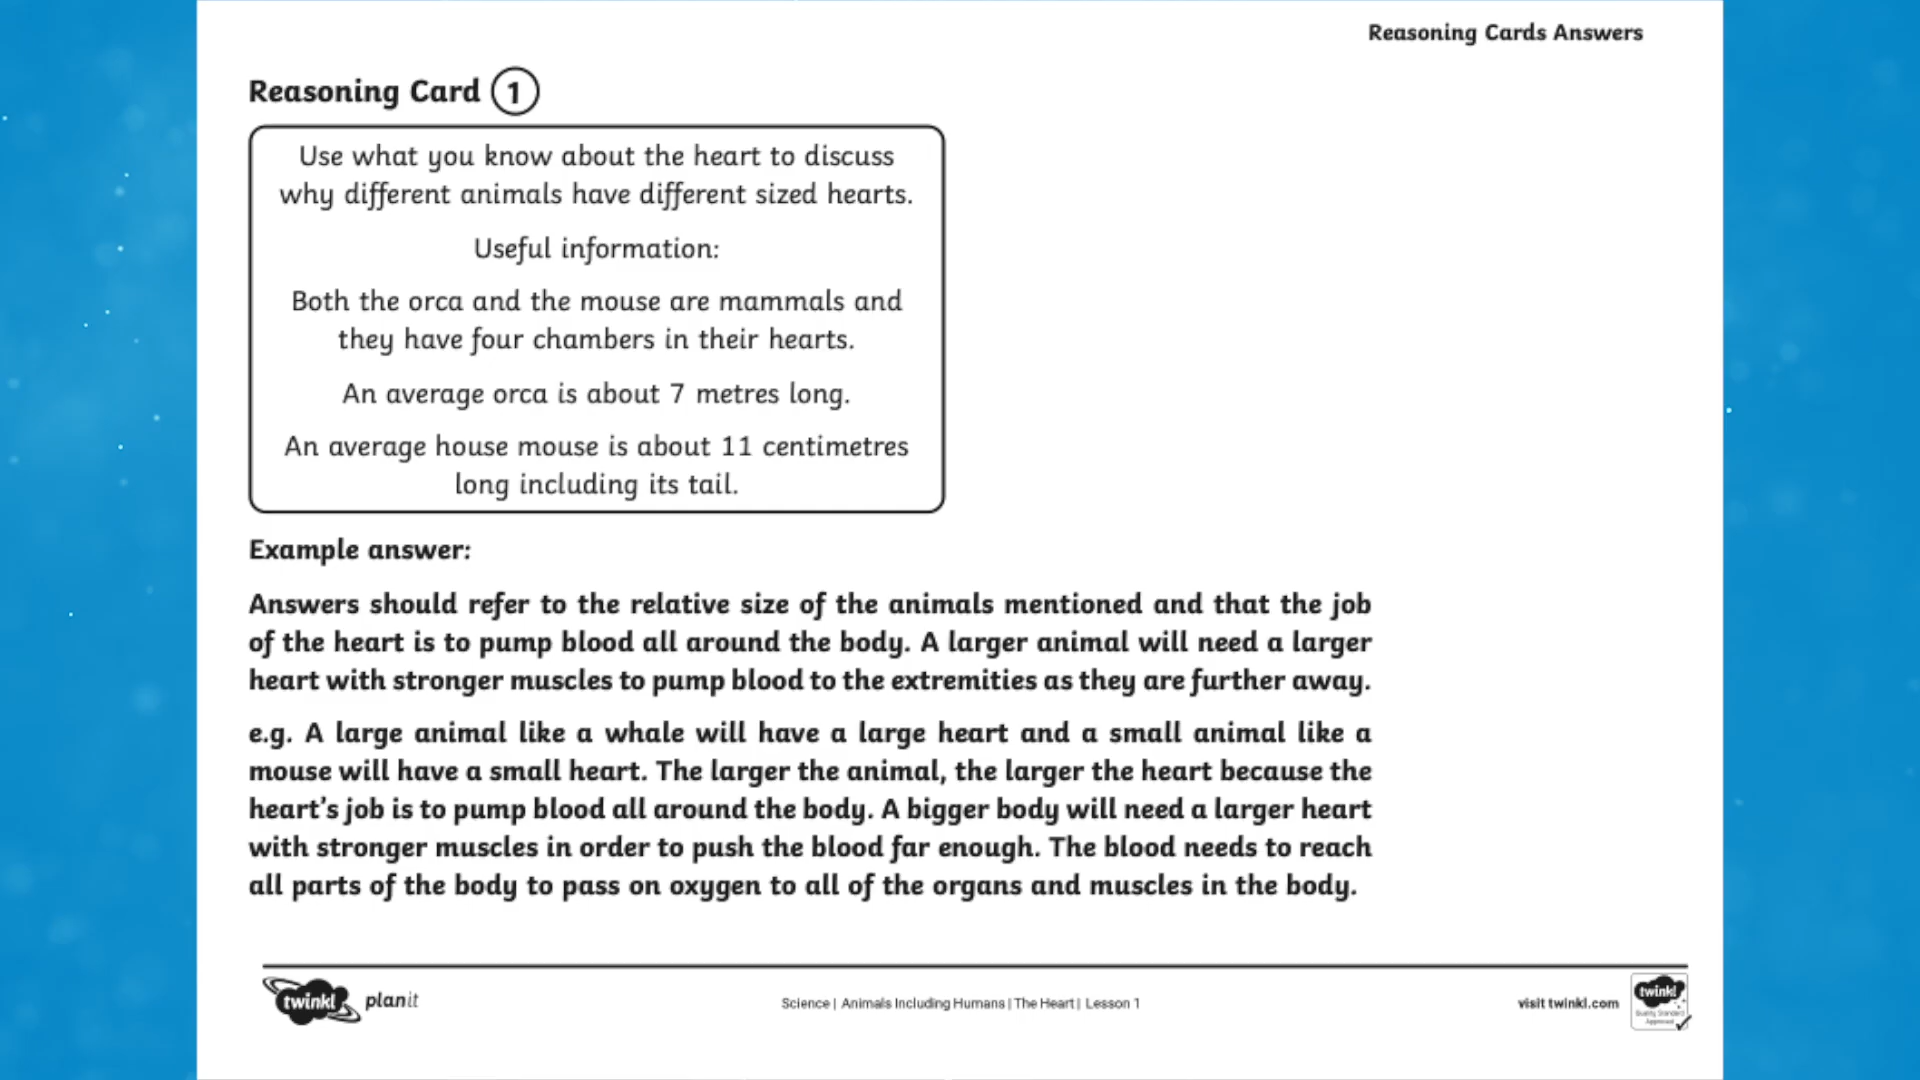 Reasoning Cards Answers
Reasoning Card 1
Use what you know about the heart to discuss
why different animals have different sized hearts.
Useful information:
Both the orca and the mouse are mammals and
they have four chambers in their hearts.
An average orca is about 7 metres long.
An average house mouse is about 11 centimetres
long including its tail.
Example answer:
Answers should refer to the relative size of the animals mentioned and that the job
of the heart is to pump blood all around the body. A larger animal will need a larger
heart with stronger muscles to pump blood to the extremities as they are further away.
e.g. A large animal like a whale will have a large heart and a small animal like a
mouse will have a small heart. The larger the animal, the larger the heart because the
heart’s job is to pump blood all around the body. A bigger body will need a larger heart
with stronger muscles in order to push the blood far enough. The blood needs to reach
all parts of the body to pass on oxygen to all of the organs and muscles in the body.
twinkl planit
Science | Animals Including Humans | The Heart | Lesson 1
visit twinkl.com
twinkl
Quality Standard
Approved